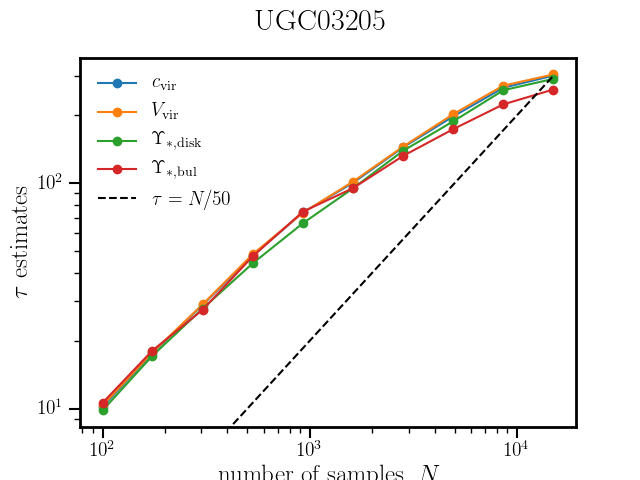 UGC03205
c_vir
V_vir
Υ_*,disk
Υ_*,bul
τ = N/50
τ estimates
10^2
10^1
10^2
10^3
10^4
number of samples, N